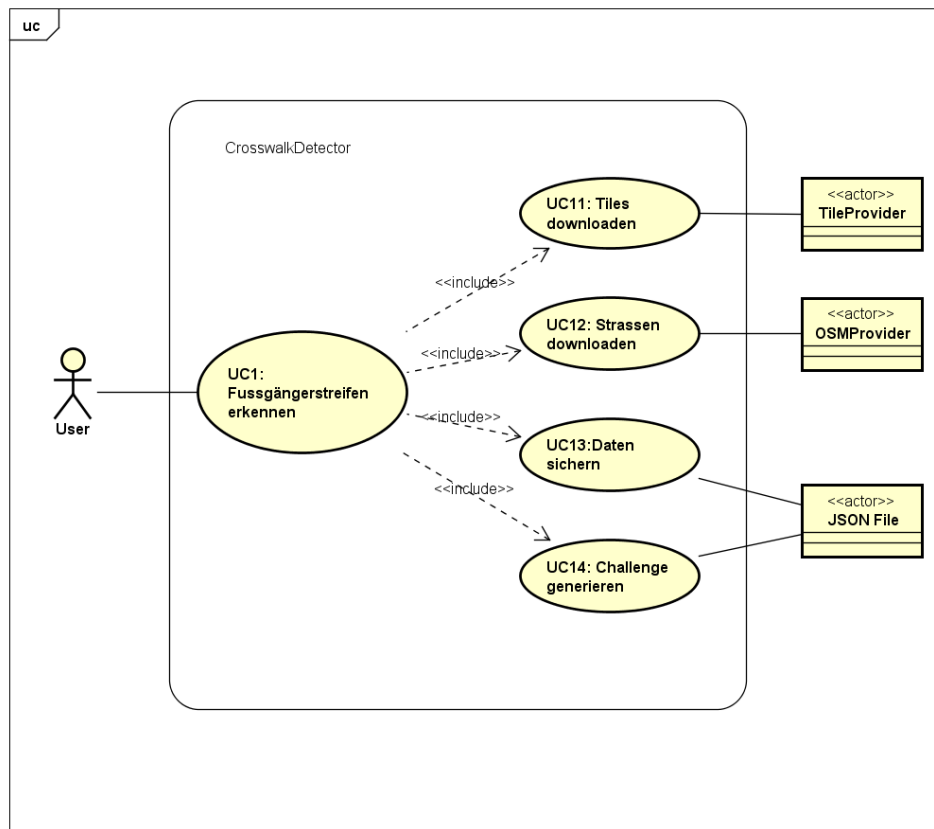 uc
CrosswalkDetector
UC11: Tiles
downloaden
<<actor>>
TileProvider
<<include>>
UC12: Strassen
downloaden
<<actor>>
OSMProvider
<<include>>
UC1:
Fussgängerstreifen
erkennen
User
<<include>>
UC13:Daten
sichern
<<include>>
<<actor>>
JSON File
UC14: Challenge
generieren